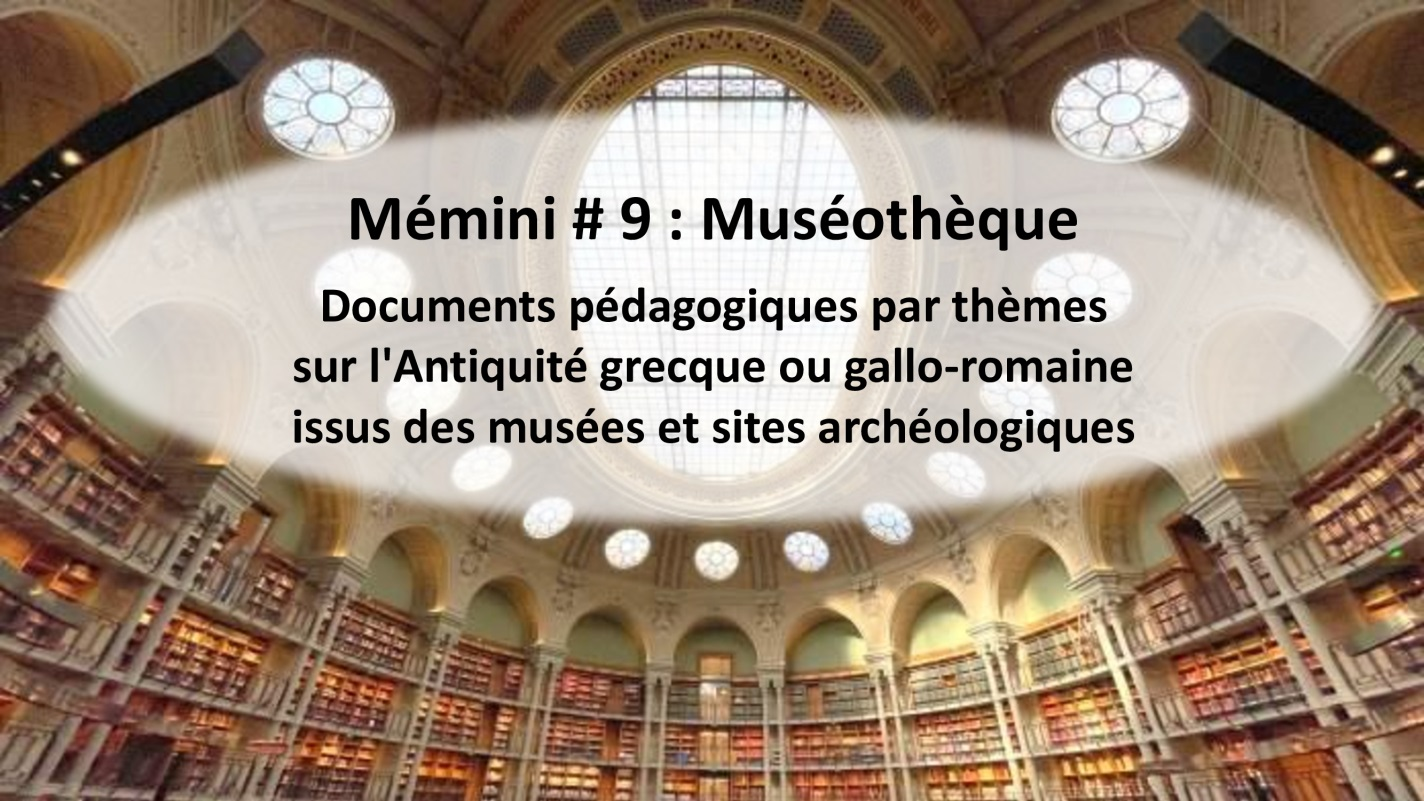 Mémini # 9 : Muséothèque
Documents pédagogiques par thèmes
sur l'Antiquité grecque ou gallo-romaine
issus des musées et sites archéologiques